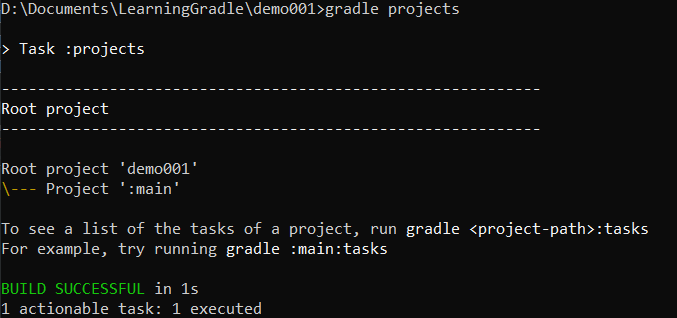 D:\Documents\LearningGradle\demo001>gradle projects
> Task :projects
------------------------------------------------------------
Root project
------------------------------------------------------------
Root project 'demo001'
\--- Project ':main'
To see a list of the tasks of a project, run gradle <project-path>:tasks
For example, try running gradle :main:tasks
BUILD SUCCESSFUL in 1s
1 actionable task: 1 executed